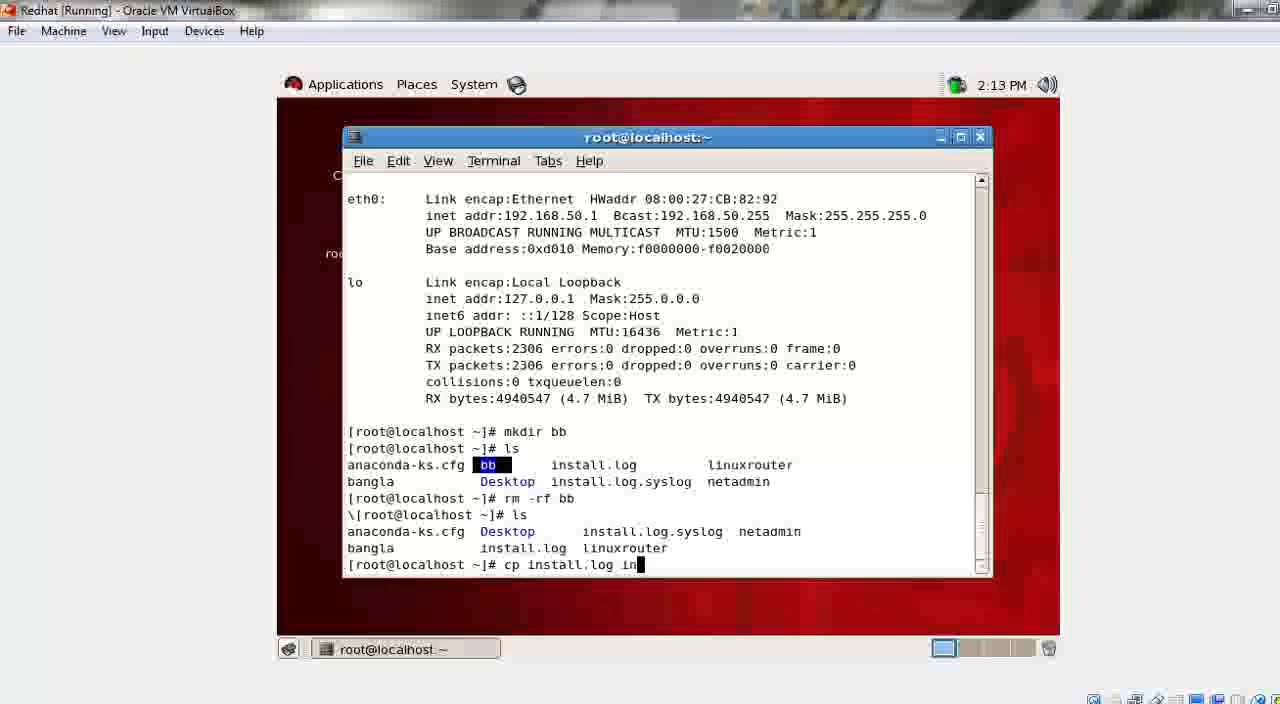 Redhat [Running] - Oracle VM VirtualBox
File Machine View Input Devices Help
Applications Places System 2:13 PM
root@localhost:~
File Edit View Terminal Tabs Help
C
roo
eth0: Link encap:Ethernet HWaddr 08:00:27:CB:82:92
inet addr:192.168.50.1 Bcast:192.168.50.255 Mask:255.255.255.0
UP BROADCAST RUNNING MULTICAST MTU:1500 Metric:1
Base address:0xd010 Memory:f0000000-f0020000
lo Link encap:Local Loopback
inet addr:127.0.0.1 Mask:255.0.0.0
inet6 addr: ::1/128 Scope:Host
UP LOOPBACK RUNNING MTU:16436 Metric:1
RX packets:2306 errors:0 dropped:0 overruns:0 frame:0
TX packets:2306 errors:0 dropped:0 overruns:0 carrier:0
collisions:0 txqueuelen:0
RX bytes:4940547 (4.7 MiB) TX bytes:4940547 (4.7 MiB)
[root@localhost ~]# mkdir bb
[root@localhost ~]# ls
anaconda-ks.cfg bb install.log linuxrouter
bangla Desktop install.log.syslog netadmin
[root@localhost ~]# rm -rf bb
\[root@localhost ~]# ls
anaconda-ks.cfg Desktop install.log.syslog netadmin
bangla install.log linuxrouter
[root@localhost ~]# cp install.log in
root@localhost:~